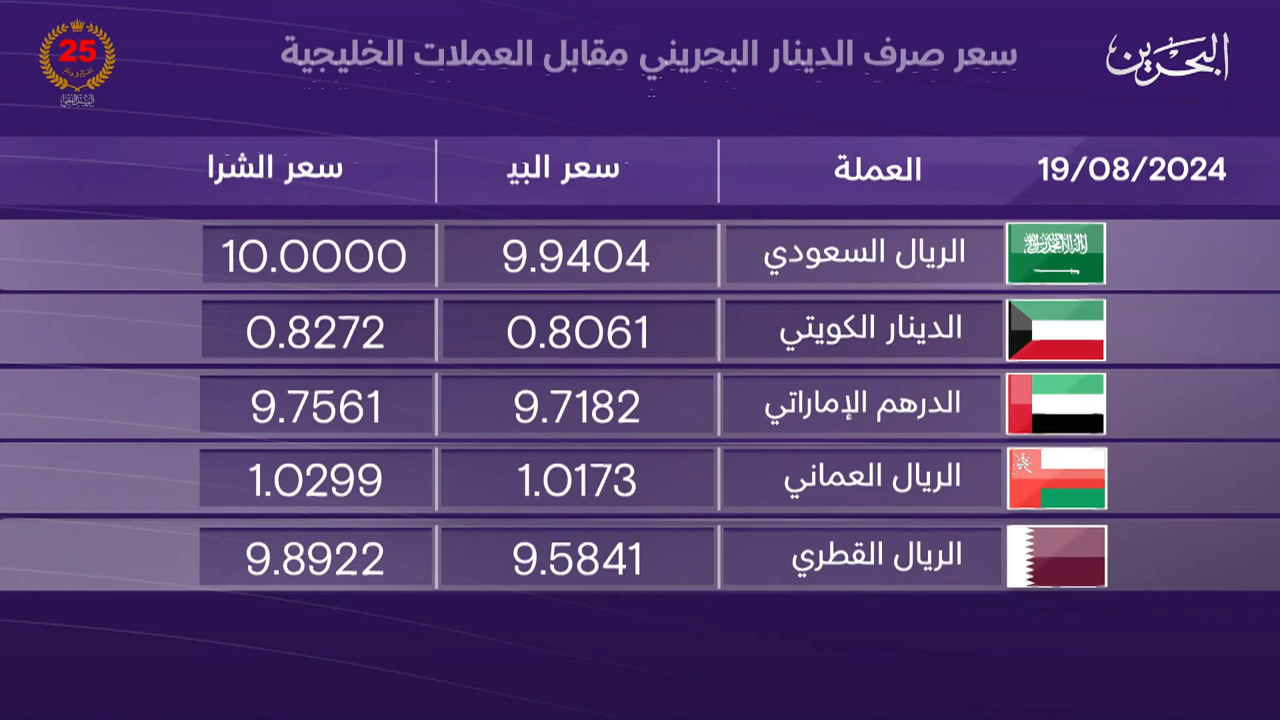 البحرين
سعر صرف الدينار البحريني مقابل العملات الخليجية
25
19/08/2024 العملة سعر البيـ سعر الشرا
الريال السعودي 9.9404 10.0000
الدينار الكويتي 0.8061 0.8272
الدرهم الإماراتي 9.7182 9.7561
الريال العماني 1.0173 1.0299
الريال القطري 9.5841 9.8922